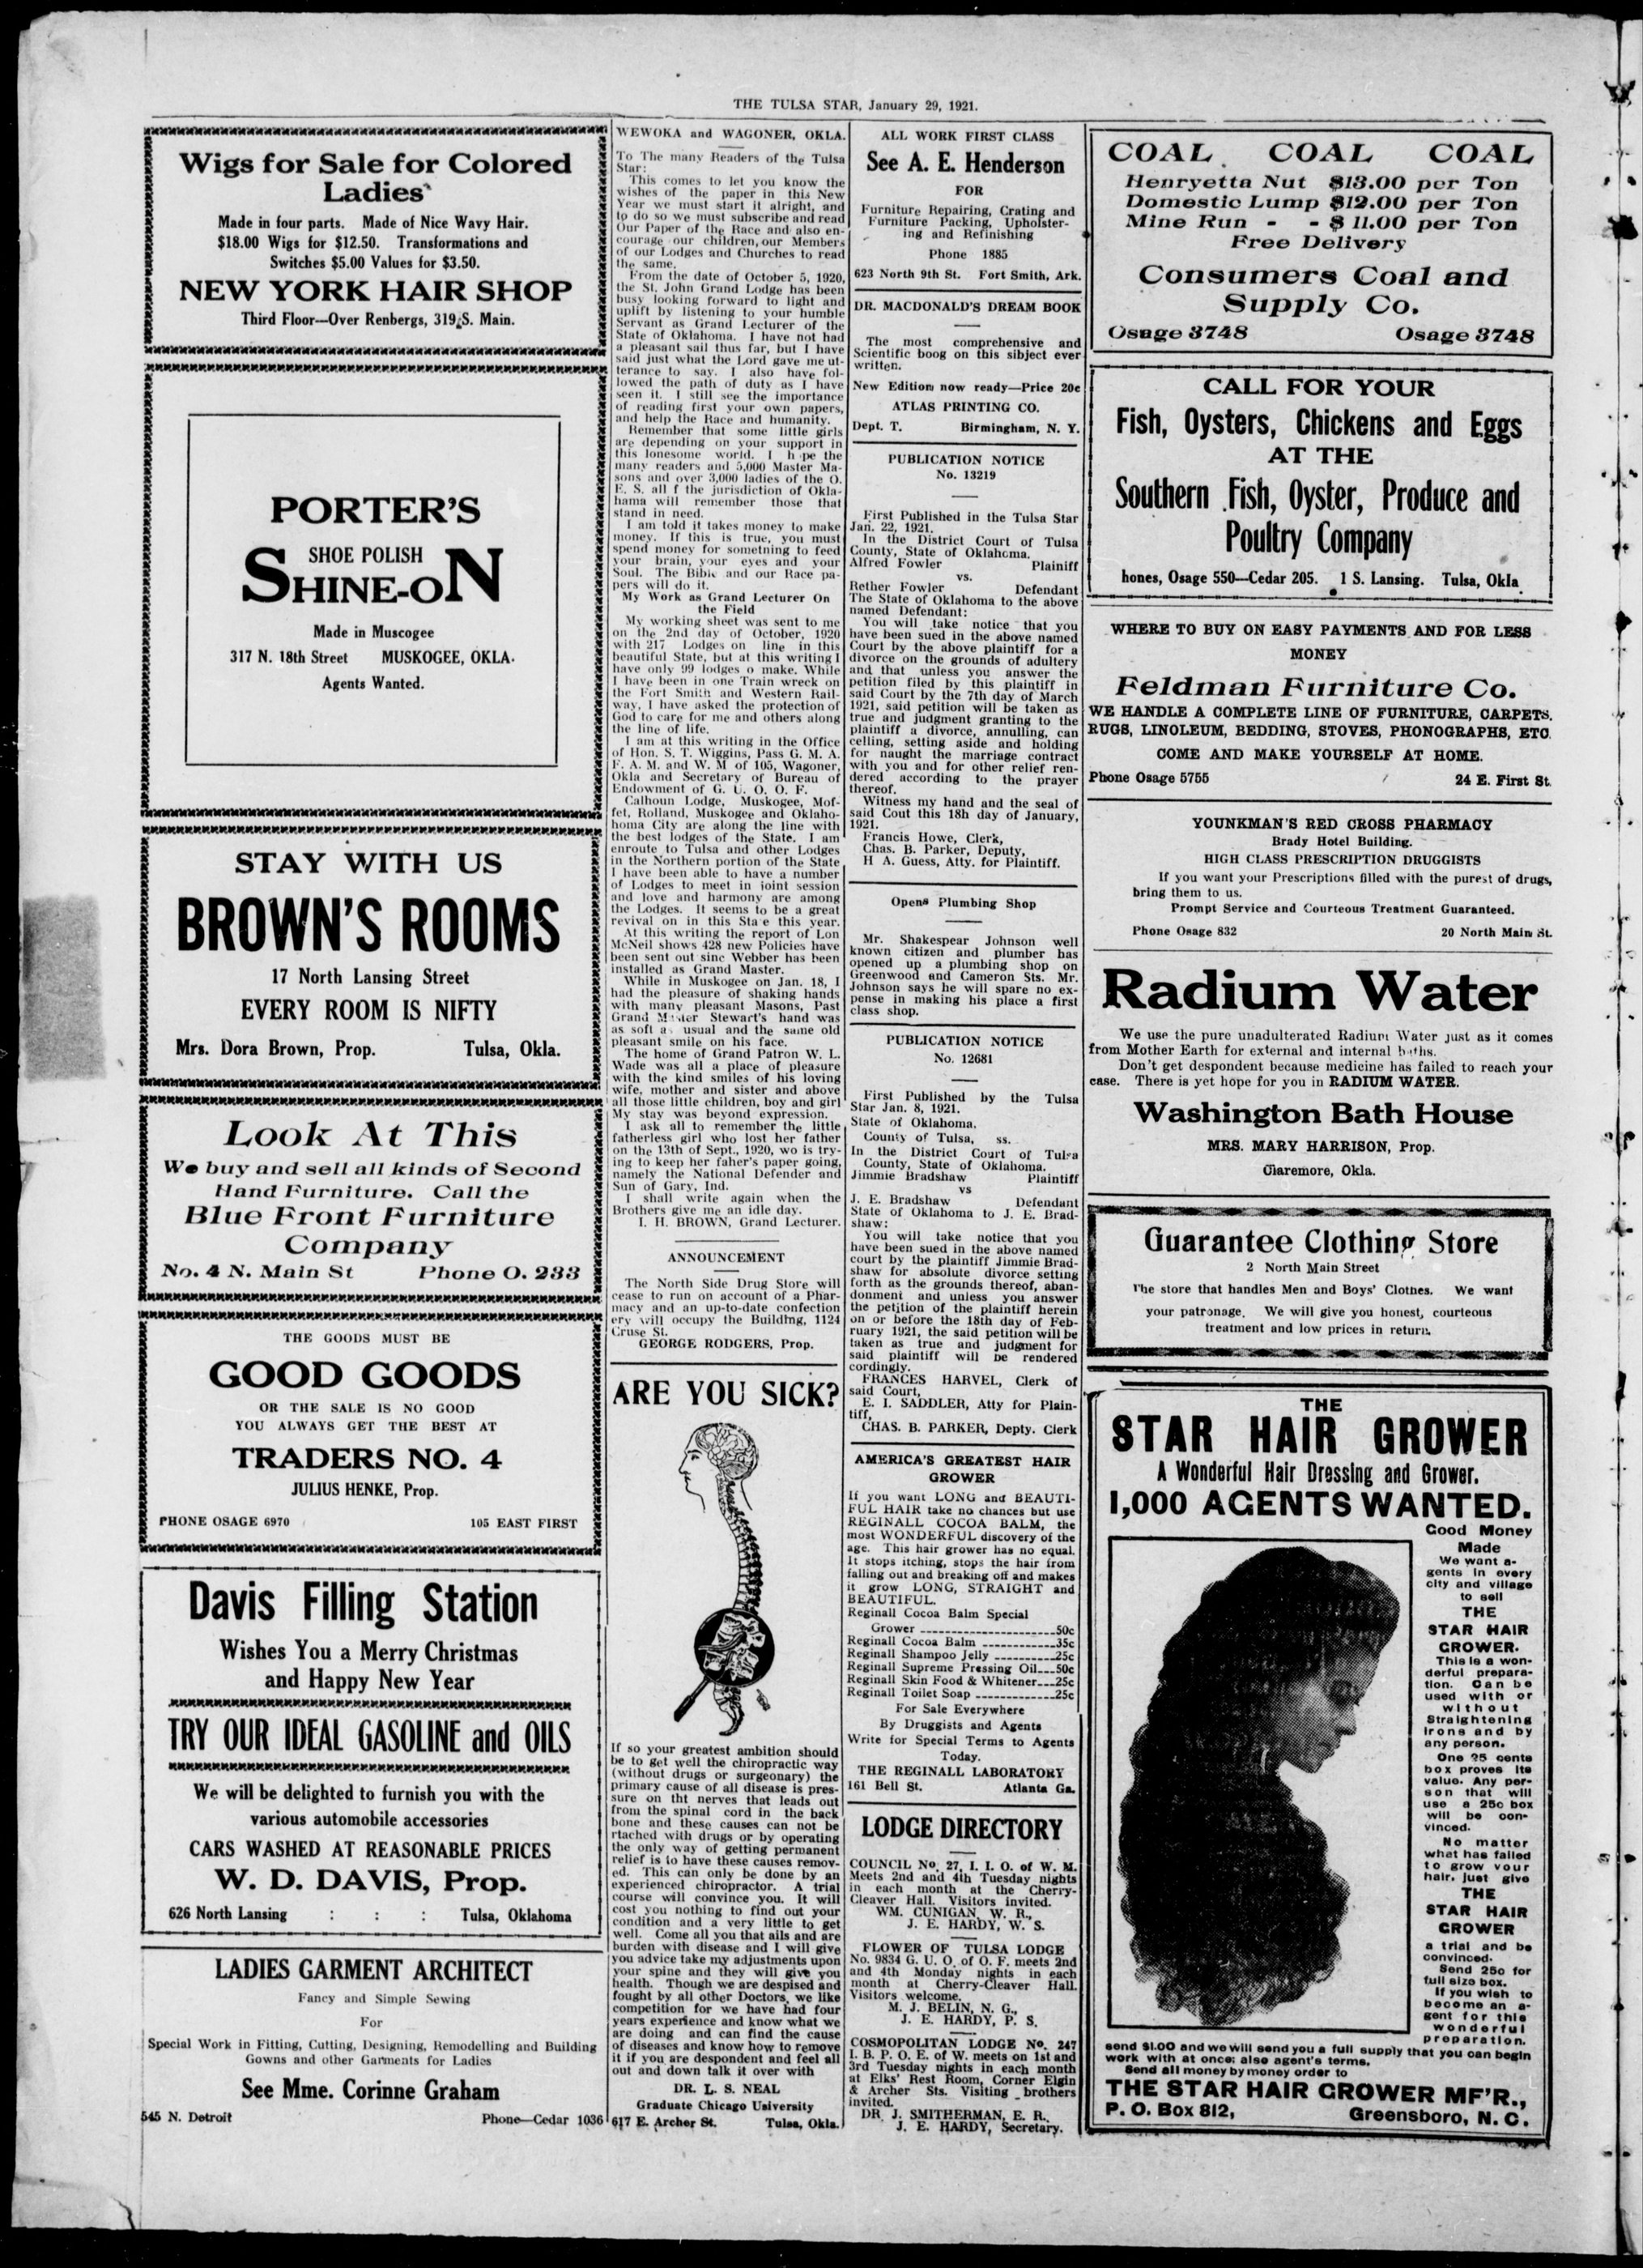 THE TULSA STAR, January 29, 1921.
Wigs for Sale for Colored
Ladies
Made in four parts. Made of Nice Wavy Hair.
$18.00 Wigs for $12.50. Transformations and
Switches $5.00 Values for $3.50.
NEW YORK HAIR SHOP
Third Floor—Over Renbergs, 319 S. Main.
PORTER'S
SHOE POLISH
SHINE-ON
Made in Muscogee
317 N. 18th Street MUSKOGEE, OKLA.
Agents Wanted.
STAY WITH US
BROWN'S ROOMS
17 North Lansing Street
EVERY ROOM IS NIFTY
Mrs. Dora Brown, Prop. Tulsa, Okla.
Look At This
We buy and sell all kinds of Second
Hand Furniture. Call the
Blue Front Furniture
Company
No. 4 N. Main St Phone O. 233
THE GOODS MUST BE
GOOD GOODS
OR THE SALE IS NO GOOD
YOU ALWAYS GET THE BEST AT
TRADERS NO. 4
JULIUS HENKE, Prop.
PHONE OSAGE 6970 105 EAST FIRST
Davis Filling Station
Wishes You a Merry Christmas
and Happy New Year
TRY OUR IDEAL GASOLINE and OILS
We will be delighted to furnish you with the
various automobile accessories
CARS WASHED AT REASONABLE PRICES
W. D. DAVIS, Prop.
626 North Lansing : : : Tulsa, Oklahoma
LADIES GARMENT ARCHITECT
Fancy and Simple Sewing
For
Special Work in Fitting, Cutting, Designing, Remodelling and Building
Gowns and other Garments for Ladies
See Mme. Corinne Graham
545 N. Detroit Phone—Cedar 1036
WEWOKA and WAGONER, OKLA.
To The many Readers of the Tulsa
Star:
This comes to let you know the
wishes of the paper in this New
Year we must start it alright, and
to do so we must subscribe and read
Our Paper of the Race and also en-
courage our children, our Members
of our Lodges and Churches to read
the same.
From the date of October 5, 1920,
the St. John Grand Lodge has been
busy looking forward to light and
uplift by listening to your humble
Servant as Grand Lecturer of the
State of Oklahoma. I have not had
a pleasant sail thus far, but I have
said just what the Lord gave me ut-
terance to say. I also have fol-
lowed the path of duty as I have
seen it. I still see the importance
of reading first your own papers,
and help the Race and humanity.
Remember that some little girls
are depending on your support in
this lonesome world. I h pe the
many readers and 5,000 Master Ma-
sons and over 3,000 ladies of the O.
E. S. all f the jurisdiction of Okla-
hama will remember those that
stand in need.
I am told it takes money to make
money. If this is true, you must
spend money for something to feed
your brain, your eyes and your
Soul. The Bible and our Race pa-
pers will do it.
My Work as Grand Lecturer On
the Field
My working sheet was sent to me
on the 2nd day of October, 1920
with 217 Lodges on line in this
beautiful State, but at this writing I
have only 99 lodges o make. While
I have been in one Train wreck on
the Fort Smith and Western Rail-
way, I have asked the protection of
God to care for me and others along
the line of life.
I am at this writing in the Office
of Hon. S. T. Wiggins, Pass G. M. A.
F. A. M. and W. M of 105, Wagoner,
Okla and Secretary of Bureau of
Endowment of G. U. O. O. F.
Calhoun Lodge, Muskogee, Mof-
fet, Rolland, Muskogee and Oklaho-
homa City are along the line with
the best lodges of the State. I am
enroute to Tulsa and other Lodges
in the Northern portion of the State
I have been able to have a number
of Lodges to meet in joint session
and love and harmony are among
the Lodges. It seems to be a great
revival on in this Sta e this year.
At this writing the report of Lon
McNeil shows 428 new Policies have
been sent out sinc Webber has been
installed as Grand Master.
While in Muskogee on Jan. 18, I
had the pleasure of shaking hands
with many pleasant Masons, Past
Grand Master Stewart's hand was
as soft as usual and the same old
pleasant smile on his face.
The home of Grand Patron W. L.
Wade was all a place of pleasure
with the kind smiles of his loving
wife, mother and sister and above
all those little children, boy and girl
My stay was beyond expression.
I ask all to remember the little
fatherless girl who lost her father
on the 13th of Sept., 1920, wo is try-
ing to keep her faher's paper going,
namely the National Defender and
Sun of Gary, Ind.
I shall write again when the
Brothers give me an idle day.
I. H. BROWN, Grand Lecturer.
ANNOUNCEMENT
The North Side Drug Store will
cease to run on account of a Phar-
macy and an up-to-date confection
ery will occupy the Building, 1124
Cruse St.
GEORGE RODGERS, Prop.
ARE YOU SICK?
If so your greatest ambition should
be to get well the chiropractic way
(without drugs or surgeonary) the
primary cause of all disease is pres-
sure on tht nerves that leads out
from the spinal cord in the back
bone and these causes can not be
rtached with drugs or by operating
the only way of getting permanent
relief is to have these causes remov-
ed. This can only be done by an
experienced chiropractor. A trial
course will convince you. It will
cost you nothing to find out your
condition and a very little to get
well. Come all you that ails and are
burden with disease and I will give
you advice take my adjustments upon
your spine and they will give you
health. Though we are despised and
fought by all other Doctors, we like
competition for we have had four
years experience and know what we
are doing and can find the cause
of diseases and know how to remove
it if you are despondent and feel all
out and down talk it over with
DR. L. S. NEAL
Graduate Chicago University
617 E. Archer St. Tulsa, Okla.
ALL WORK FIRST CLASS
See A. E. Henderson
FOR
Furniture Repairing, Crating and
Furniture Packing, Upholster-
ing and Refinishing
Phone 1885
623 North 9th St. Fort Smith, Ark.
DR. MACDONALD'S DREAM BOOK
The most comprehensive and
Scientific boog on this sibject ever
written.
New Edition now ready—Price 20c
ATLAS PRINTING CO.
Dept. T. Birmingham, N. Y.
PUBLICATION NOTICE
No. 13219
First Published in the Tulsa Star
Jan. 22, 1921.
In the District Court of Tulsa
County, State of Oklahoma.
Alfred Fowler Plainiff
vs.
Rether Fowler Defendant
The State of Oklahoma to the above
named Defendant:
You will take notice that you
have been sued in the above named
Court by the above plaintiff for a
divorce on the grounds of adultery
and that unless you answer the
petition filed by this plaintiff in
said Court by the 7th day of March
1921, said petition will be taken as
true and judgment granting to the
plaintiff a divorce, annulling, can
celling, setting aside and holding
for naught the marriage contract
with you and for other relief ren-
dered according to the prayer
thereof.
Witness my hand and the seal of
said Cout this 18h day of January,
1921.
Francis Howe, Clerk,
Chas. B. Parker, Deputy,
H A. Guess, Atty. for Plaintiff.
Opens Plumbing Shop
Mr. Shakespear Johnson well
known citizen and plumber has
opened up a plumbing shop on
Greenwood and Cameron Sts. Mr.
Johnson says he will spare no ex-
pense in making his place a first
class shop.
PUBLICATION NOTICE
No. 12681
First Published by the Tulsa
Star Jan. 8, 1921.
State of Oklahoma,
County of Tulsa, ss.
In the District Court of Tulsa
County, State of Oklahoma.
Jimmie Bradshaw Plaintiff
vs
J. E. Bradshaw Defendant
State of Oklahoma to J. E. Brad-
shaw:
You will take notice that you
have been sued in the above named
court by the plaintiff Jimmie Brad-
shaw for absolute divorce setting
forth as the grounds thereof, aban-
donment and unless you answer
the petition of the plaintiff herein
on or before the 18th day of Feb-
ruary 1921, the said petition will be
taken as true and judgment for
said plaintiff will be rendered
cordingly.
FRANCES HARVEL, Clerk of
said Court,
E. I. SADDLER, Atty for Plain-
tiff,
CHAS. B. PARKER, Depty. Clerk
AMERICA'S GREATEST HAIR
GROWER
If you want LONG and BEAUTI-
FUL HAIR take no chances but use
REGINALL COCOA BALM, the
most WONDERFUL discovery of the
age. This hair grower has no equal.
It stops itching, stops the hair from
falling out and breaking off and makes
it grow LONG, STRAIGHT and
BEAUTIFUL.
Reginall Cocoa Balm Special
Grower 50c
Reginall Cocoa Balm 35c
Reginall Shampoo Jelly 25c
Reginall Supreme Pressing Oil 50c
Reginall Skin Food & Whitener 25c
Reginall Toilet Soap 25c
For Sale Everywhere
By Druggists and Agents
Write for Special Terms to Agents
Today.
THE REGINALL LABORATORY
161 Bell St. Atlanta Ga.
LODGE DIRECTORY
COUNCIL No. 27, I. I. O. of W. M.
Meets 2nd and 4th Tuesday nights
in each month at the Cherry-
Cleaver Hall. Visitors invited.
WM. CUNIGAN, W. R.,
J. E. HARDY, W. S.
FLOWER OF TULSA LODGE
No. 9834 G. U. O. of O. F. meets 2nd
and 4th Monday nights in each
month at Cherry-Cleaver Hall.
Visitors welcome.
M. J. BELIN, N. G.,
J. E. HARDY, P. S.
COSMOPOLITAN LODGE No. 247
I. B. P. O. E. of W. meets on 1st and
3rd Tuesday nights in each month
at Elks' Rest Room, Corner Elgin
& Archer Sts. Visiting brothers
invited.
DR. J. SMITHERMAN, E. R.,
J. E. HARDY, Secretary.
COAL. COAL COAL
Henryetta Nut $13.00 per Ton
Domestic Lump $12.00 per Ton
Mine Run - - $ 11.00 per Ton
Free Delivery
Consumers Coal and
Supply Co.
Osage 3748 Osage 3748
CALL FOR YOUR
Fish, Oysters, Chickens and Eggs
AT THE
Southern Fish, Oyster, Produce and
Poultry Company
hones, Osage 550—Cedar 205. 1 S. Lansing. Tulsa, Okla
WHERE TO BUY ON EASY PAYMENTS AND FOR LESS
MONEY
Feldman Furniture Co.
WE HANDLE A COMPLETE LINE OF FURNITURE, CARPETS.
RUGS, LINOLEUM, BEDDING, STOVES, PHONOGRAPHS, ETC.
COME AND MAKE YOURSELF AT HOME.
Phone Osage 5755 24 E. First St.
YOUNKMAN'S RED CROSS PHARMACY
Brady Hotel Building.
HIGH CLASS PRESCRIPTION DRUGGISTS
If you want your Prescriptions filled with the purest of drugs,
bring them to us.
Prompt Service and Courteous Treatment Guaranteed.
Phone Osage 832 20 North Main St.
Radium Water
We use the pure unadulterated Radium Water just as it comes
from Mother Earth for external and internal baths.
Don't get despondent because medicine has failed to reach your
case. There is yet hope for you in RADIUM WATER.
Washington Bath House
MRS. MARY HARRISON, Prop.
Claremore, Okla.
Guarantee Clothing Store
2 North Main Street
The store that handles Men and Boys' Clothes. We want
your patronage. We will give you honest, courteous
treatment and low prices in return.
THE
STAR HAIR GROWER
A Wonderful Hair Dressing and Grower.
1,000 AGENTS WANTED.
Good Money
Made
We want a-
gents in every
city and village
to sell
THE
STAR HAIR
GROWER.
This is a won-
derful prepara-
tion. Can be
used with or
without
Straightening
Irons and by
any person.
One 25 cents
box proves its
value. Any per-
son that will
use a 25c box
will be con-
vinced.
No matter
what has failed
to grow your
hair, just give
THE
STAR HAIR
GROWER
a trial and be
convinced.
Send 25c for
full size box.
If you wish to
become an a-
gent for this
wonderful
preparation.
send $1.00 and we will send you a full supply that you can begin
work with at once; also agent's terms,
Send all money by money order to
THE STAR HAIR GROWER MF'R.,
P. O. Box 812, Greensboro, N. C.